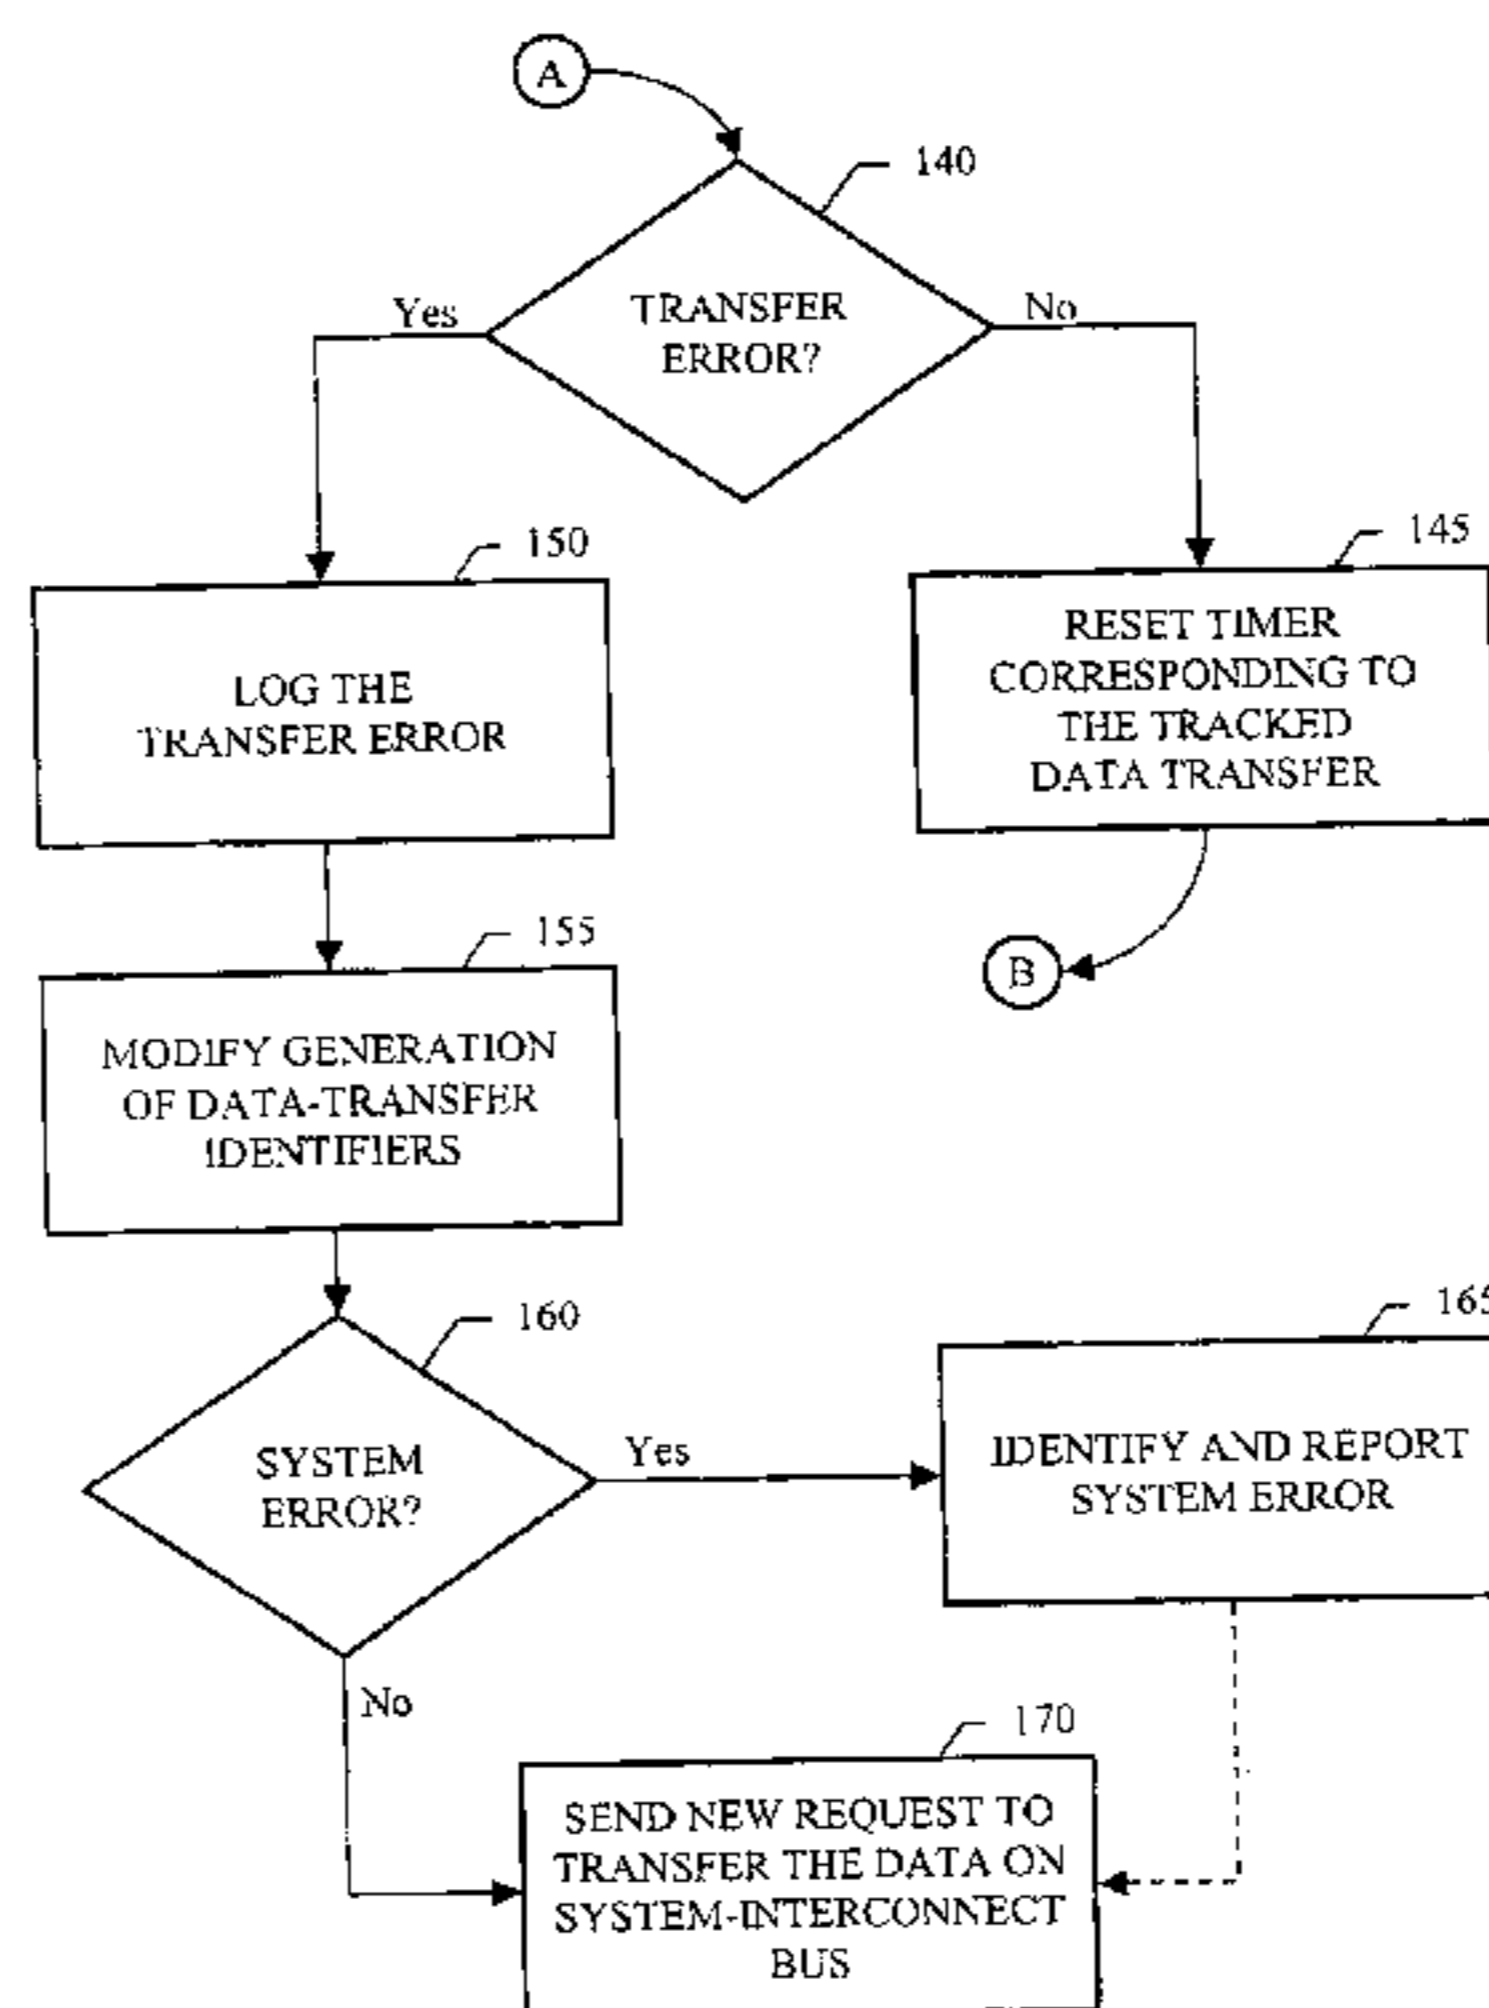 A
140
Yes
TRANSFER
ERROR?
No
150
145
LOG THE
TRANSFER ERROR
RESET TIMER
CORRESPONDING TO
THE TRACKED
DATA TRANSFER
155
B
MODIFY GENERATION
OF DATA-TRANSFER
IDENTIFIERS
160
165
SYSTEM
ERROR?
Yes
IDENTIFY AND REPORT
SYSTEM ERROR
No
170
SEND NEW REQUEST TO
TRANSFER THE DATA ON
SYSTEM-INTERCONNECT
BUS